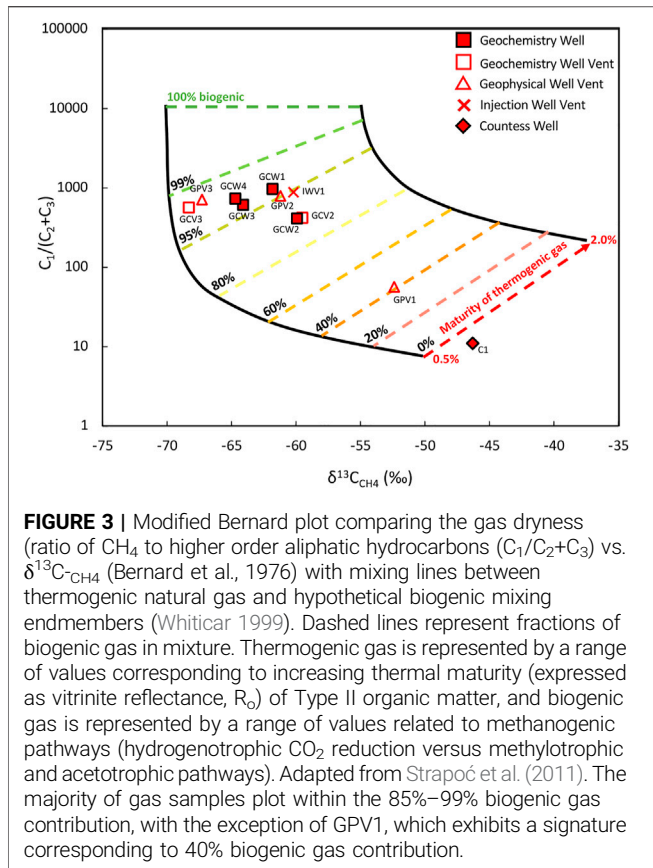 100000
10000
1000
100
10
1
C₁/(C₂+C₃)
-75
-70
-65
-60
-55
-50
-45
-40
-35
δ¹³C_CH₄ (‰)
Geochemistry Well
Geochemistry Well Vent
Geophysical Well Vent
Injection Well Vent
Countess Well
100% biogenic
99%
95%
80%
60%
40%
20%
0%
0.5%
2.0%
Maturity of thermogenic gas
GPV3
GCV3
GCW4
GCW3
GCW1
GPV2
IWV1
GCW2
GCV2
GPV1
C1
FIGURE 3 | Modified Bernard plot comparing the gas dryness
(ratio of CH₄ to higher order aliphatic hydrocarbons (C₁/C₂+C₃) vs.
δ¹³C-CH₄ (Bernard et al., 1976) with mixing lines between
thermogenic natural gas and hypothetical biogenic mixing
endmembers (Whiticar 1999). Dashed lines represent fractions of
biogenic gas in mixture. Thermogenic gas is represented by a range
of values corresponding to increasing thermal maturity (expressed
as vitrinite reflectance, Rₒ) of Type II organic matter, and biogenic
gas is represented by a range of values related to methanogenic
pathways (hydrogenotrophic CO₂ reduction versus methylotrophic
and acetotrophic pathways). Adapted from Strapoć et al. (2011). The
majority of gas samples plot within the 85%–99% biogenic gas
contribution, with the exception of GPV1, which exhibits a signature
corresponding to 40% biogenic gas contribution.